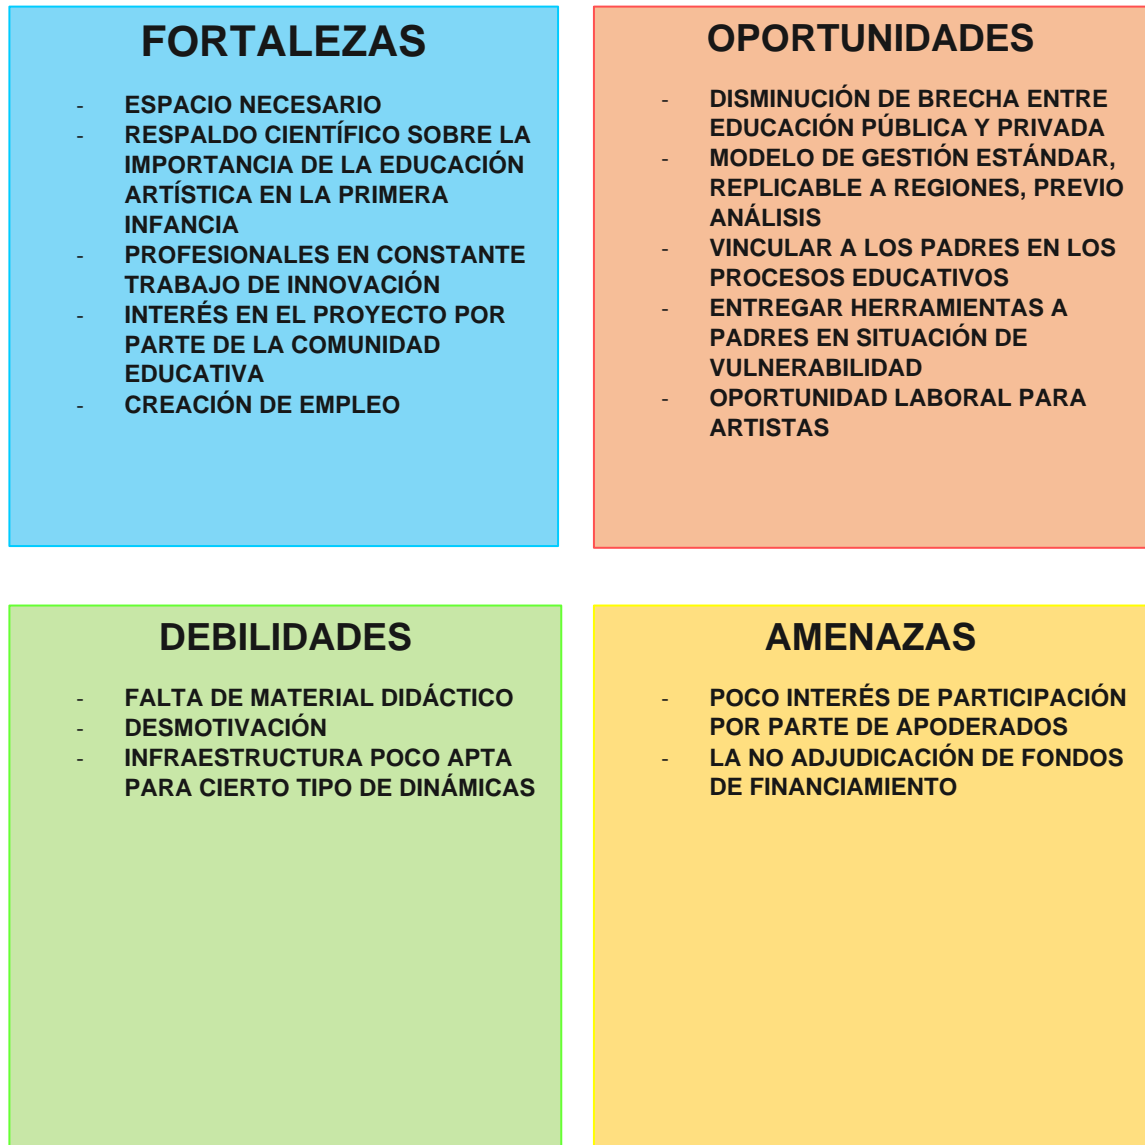 FORTALEZAS
- ESPACIO NECESARIO
- RESPALDO CIENTÍFICO SOBRE LA
IMPORTANCIA DE LA EDUCACIÓN
ARTÍSTICA EN LA PRIMERA
INFANCIA
- PROFESIONALES EN CONSTANTE
TRABAJO DE INNOVACIÓN
- INTERÉS EN EL PROYECTO POR
PARTE DE LA COMUNIDAD
EDUCATIVA
- CREACIÓN DE EMPLEO
OPORTUNIDADES
- DISMINUCIÓN DE BRECHA ENTRE
EDUCACIÓN PÚBLICA Y PRIVADA
- MODELO DE GESTIÓN ESTÁNDAR,
REPLICABLE A REGIONES, PREVIO
ANÁLISIS
- VINCULAR A LOS PADRES EN LOS
PROCESOS EDUCATIVOS
- ENTREGAR HERRAMIENTAS A
PADRES EN SITUACIÓN DE
VULNERABILIDAD
- OPORTUNIDAD LABORAL PARA
ARTISTAS
DEBILIDADES
- FALTA DE MATERIAL DIDÁCTICO
- DESMOTIVACIÓN
- INFRAESTRUCTURA POCO APTA
PARA CIERTO TIPO DE DINÁMICAS
AMENAZAS
- POCO INTERÉS DE PARTICIPACIÓN
POR PARTE DE APODERADOS
- LA NO ADJUDICACIÓN DE FONDOS
DE FINANCIAMIENTO